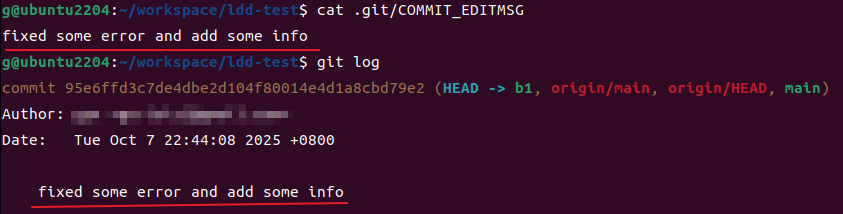 g@ubuntu2204:~/workspace/ldd-test$ cat .git/COMMIT_EDITMSG
fixed some error and add some info
g@ubuntu2204:~/workspace/ldd-test$ git log
commit 95e6ffd3c7de4dbe2d104f80014e4d1a8cbd79e2 (HEAD -> b1, origin/main, origin/HEAD, main)
Author:
Date:   Tue Oct 7 22:44:08 2025 +0800
fixed some error and add some info